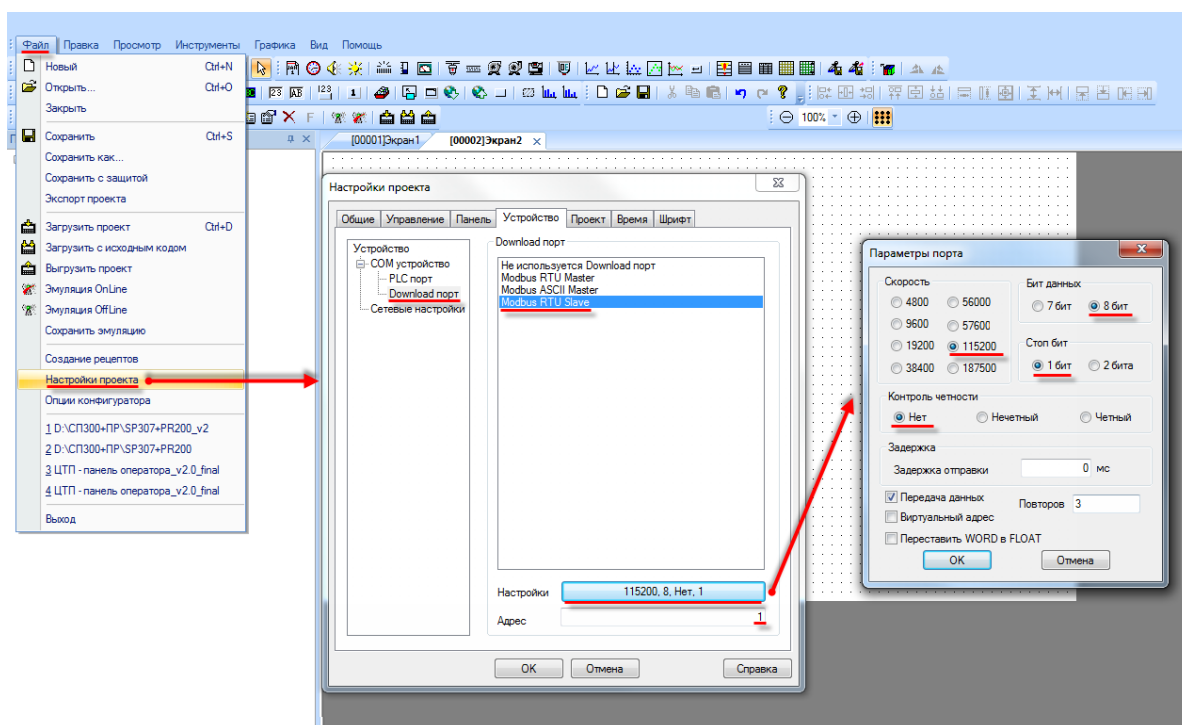 Файл Правка Просмотр Инструменты Графика Вид Помощь
Новый Ctrl+N
Открыть... Ctrl+O
Закрыть
Сохранить Ctrl+S
Сохранить как...
Сохранить с защитой
Экспорт проекта
Загрузить проект Ctrl+D
Загрузить с исходным кодом
Выгрузить проект
Эмуляция OnLine
Эмуляция OffLine
Сохранить эмуляцию
Создание рецептов
Настройки проекта
Опции конфигуратора
1 D:\СП300+ПР\SP307+PR200_v2
2 D:\СП300+ПР\SP307+PR200
3 ЦТП - панель оператора_v2.0_final
4 ЦТП - панель оператора_v2.0_final
Выход
100%
[00001]Экран1 [00002]Экран2
Настройки проекта
Общие Управление Панель Устройство Проект Время Шрифт
Устройство
COM устройство
PLC порт
Download порт
Сетевые настройки
Download порт
Не используется Download порт
Modbus RTU Master
Modbus ASCII Master
Modbus RTU Slave
Настройки 115200, 8, Нет, 1
Адрес 1
OK Отмена Справка
Параметры порта
Скорость
4800 56000
9600 57600
19200 115200
38400 187500
Бит данных
7 бит 8 бит
Стоп бит
1 бит 2 бита
Контроль четности
Нет Нечетный Четный
Задержка
Задержка отправки 0 мс
Передача данных
Повторов 3
Виртуальный адрес
Переставить WORD в FLOAT
OK Отмена